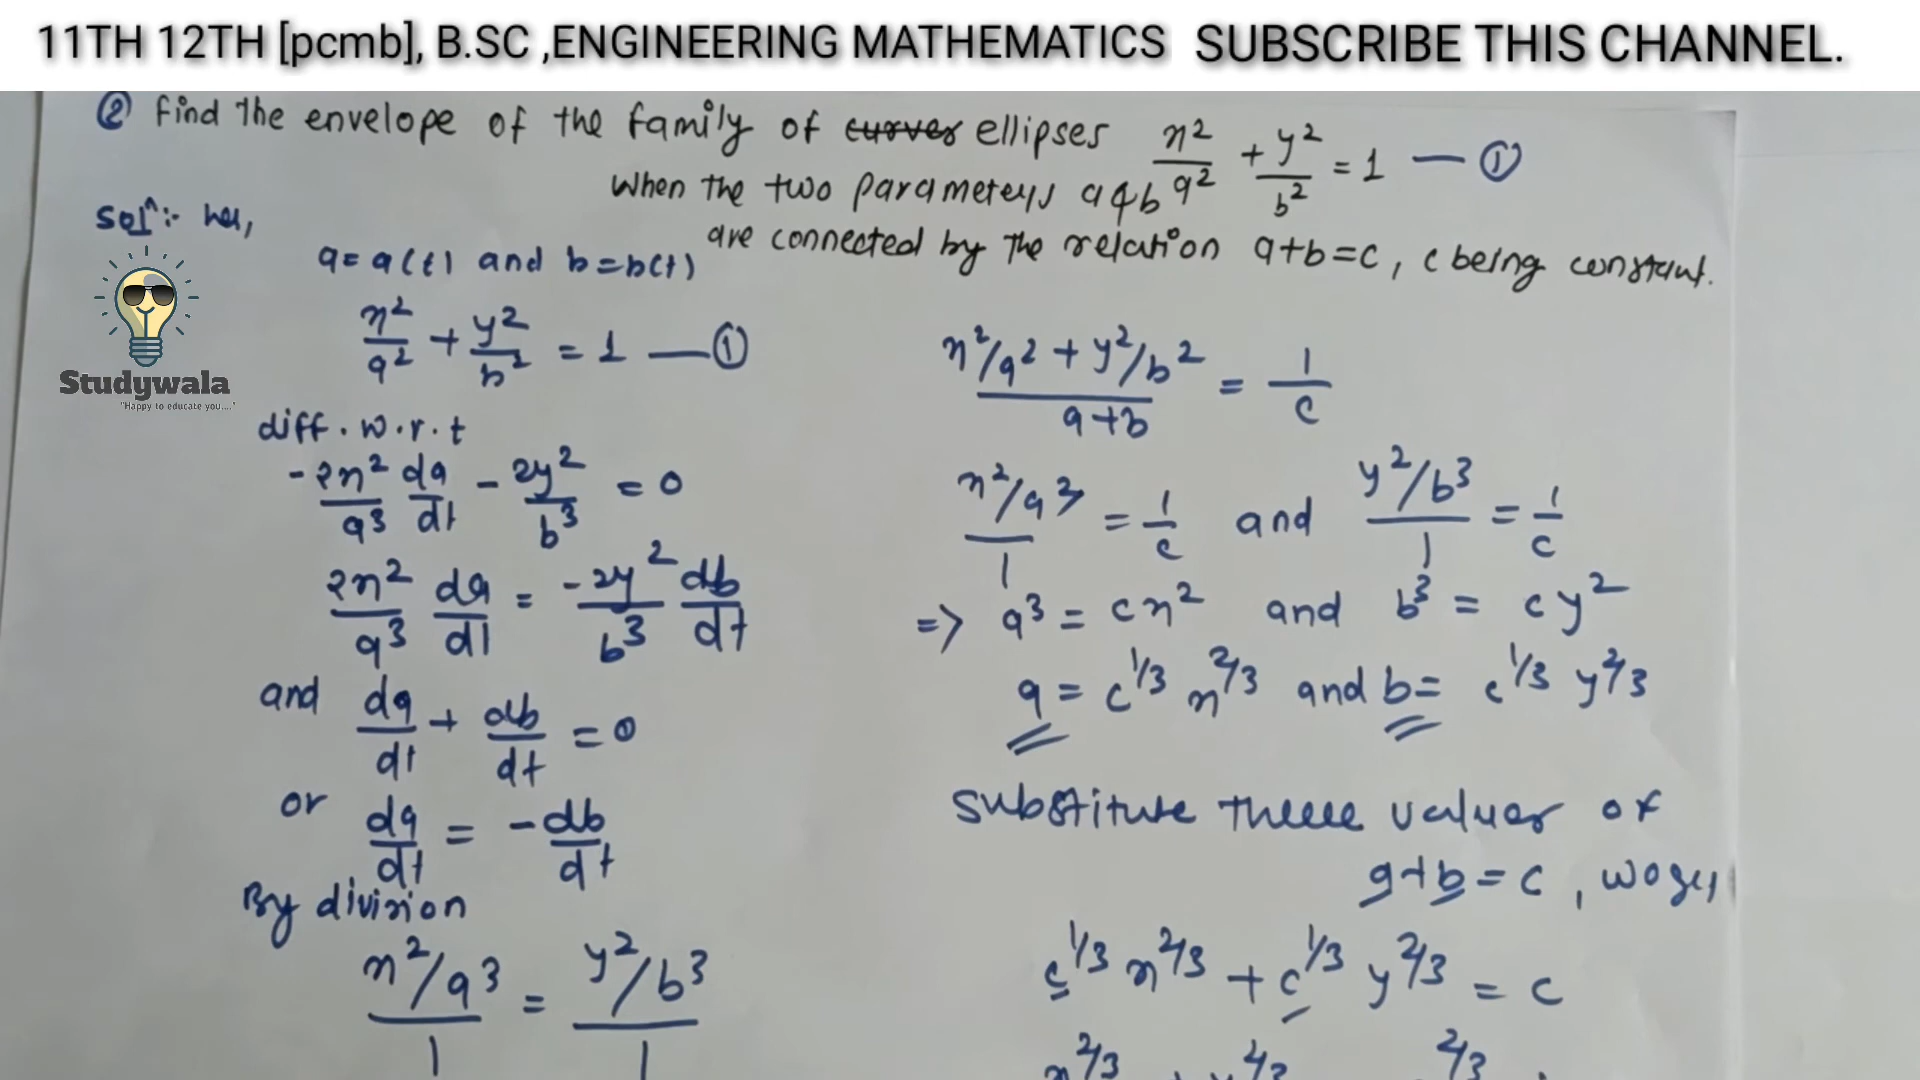 11TH 12TH [pcmb], B.SC ,ENGINEERING MATHEMATICS SUBSCRIBE THIS CHANNEL.
② Find the envelope of the family of curves ellipses x²/a² + y²/b² = 1 — ①
When the two parameters a & b
are connected by the relation a+b=c, c being constant.
Solⁿ:-
a = a(t) and b = b(t)
x²/a² + y²/b² = 1 — ①
Studywala
"Happy to educate you...."
diff. w.r.t
-2x²/a³ da/dt - 2y²/b³ = 0
2x²/a³ da/dt = -2y²/b³ db/dt
and da/dt + db/dt = 0
or da/dt = -db/dt
By division
x²/a³ / 1 = y²/b³ / 1
x²/a² + y²/b² / a+b = 1/c
x²/a³ / 1 = 1/c and y²/b³ / 1 = 1/c
=> a³ = cx² and b³ = cy²
a = c^1/3 x^2/3 and b = c^1/3 y^2/3
substitute these values of
a+b = c,
c^1/3 x^2/3 + c^1/3 y^2/3 = c